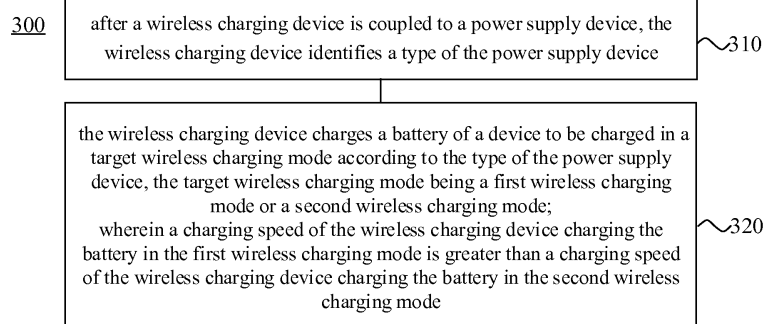 300
after a wireless charging device is coupled to a power supply device, the
wireless charging device identifies a type of the power supply device
310
the wireless charging device charges a battery of a device to be charged in a
target wireless charging mode according to the type of the power supply
device, the target wireless charging mode being a first wireless charging
mode or a second wireless charging mode;
wherein a charging speed of the wireless charging device charging the
battery in the first wireless charging mode is greater than a charging speed
of the wireless charging device charging the battery in the second wireless
charging mode
320